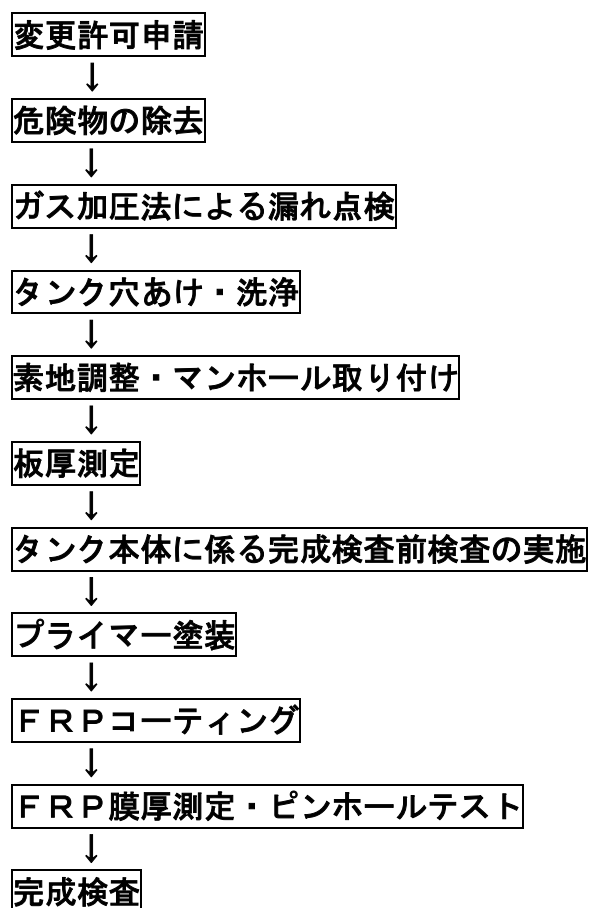 変更許可申請
↓
危険物の除去
↓
ガス加圧法による漏れ点検
↓
タンク穴あけ・洗浄
↓
素地調整・マンホール取り付け
↓
板厚測定
↓
タンク本体に係る完成検査前検査の実施
↓
プライマー塗装
↓
ＦＲＰコーティング
↓
ＦＲＰ膜厚測定・ピンホールテスト
↓
完成検査